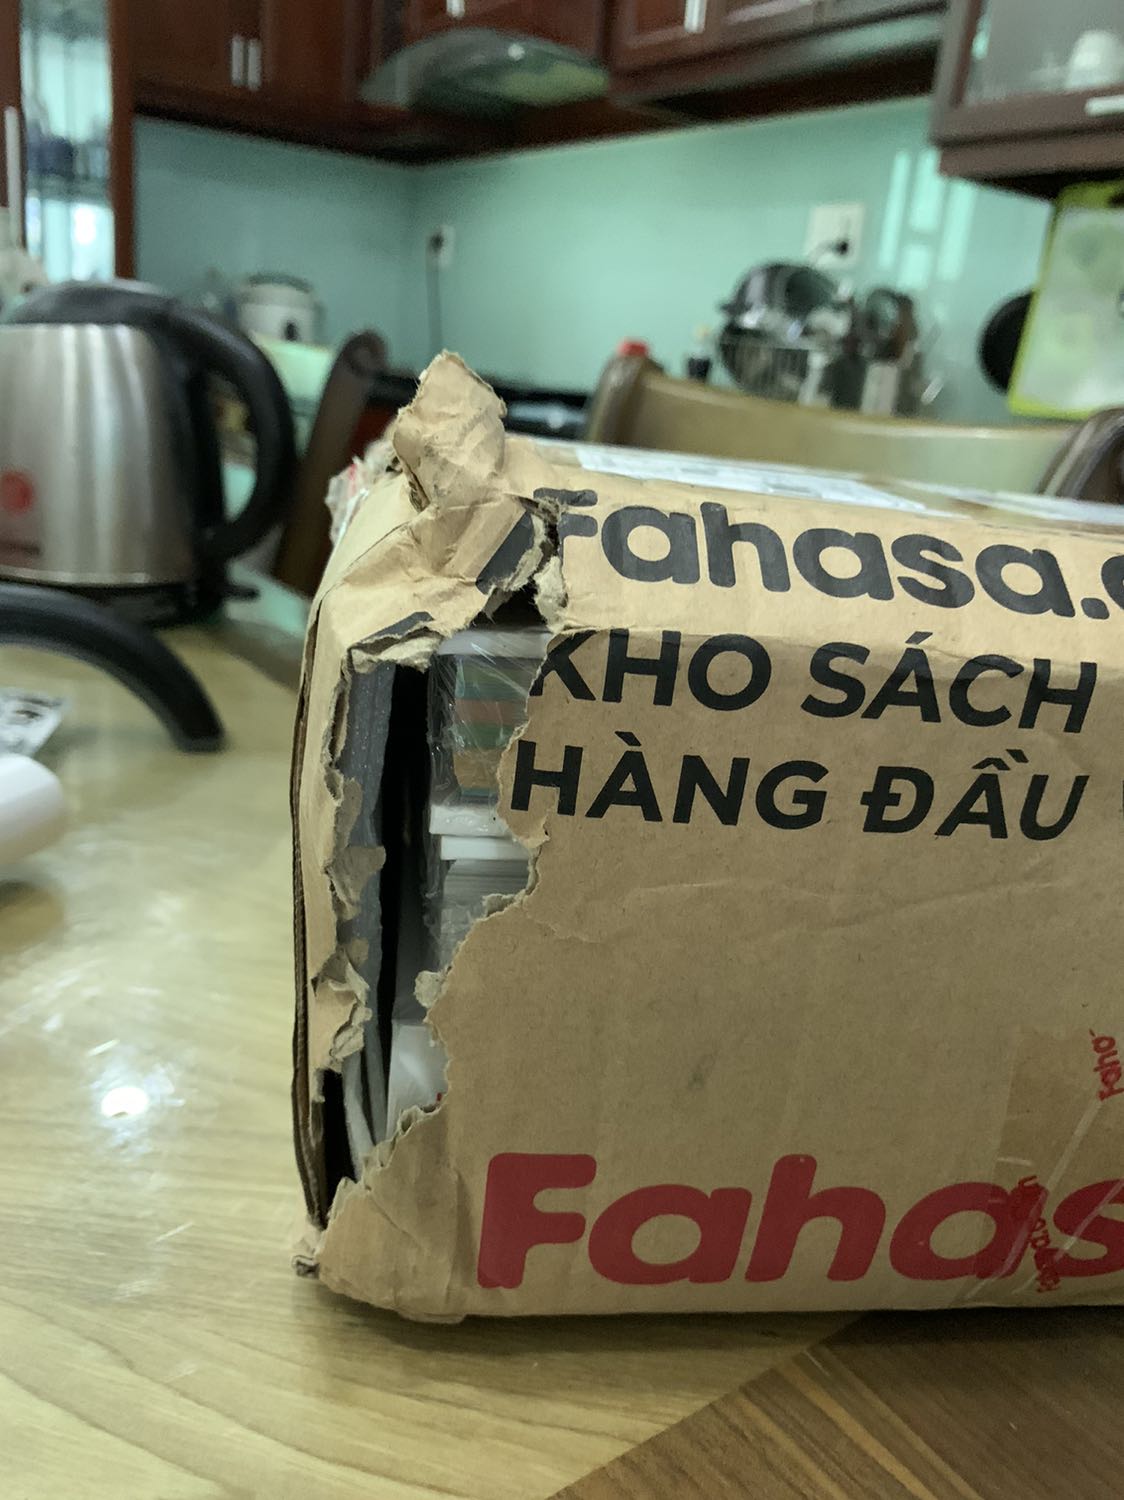 Fahasa.
KHO SÁCH
HÀNG ĐẦU
Fahas